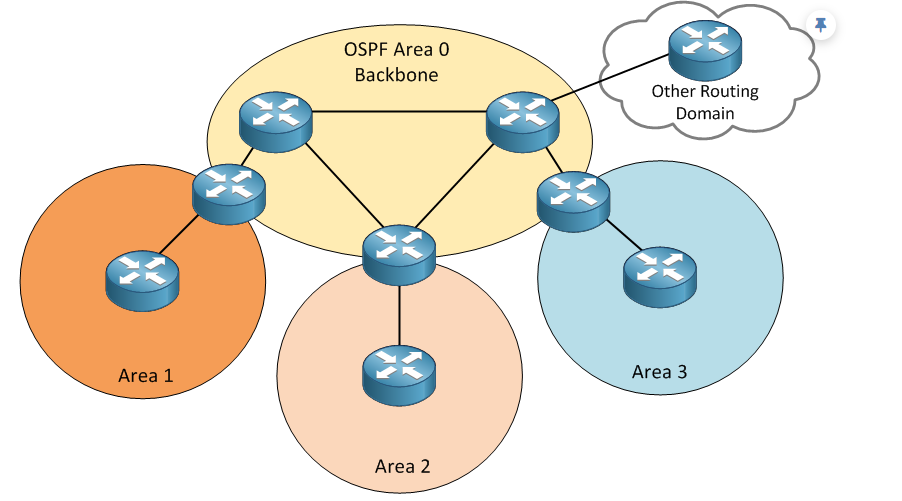 OSPF Area 0
Backbone
Other Routing
Domain
Area 1
Area 2
Area 3